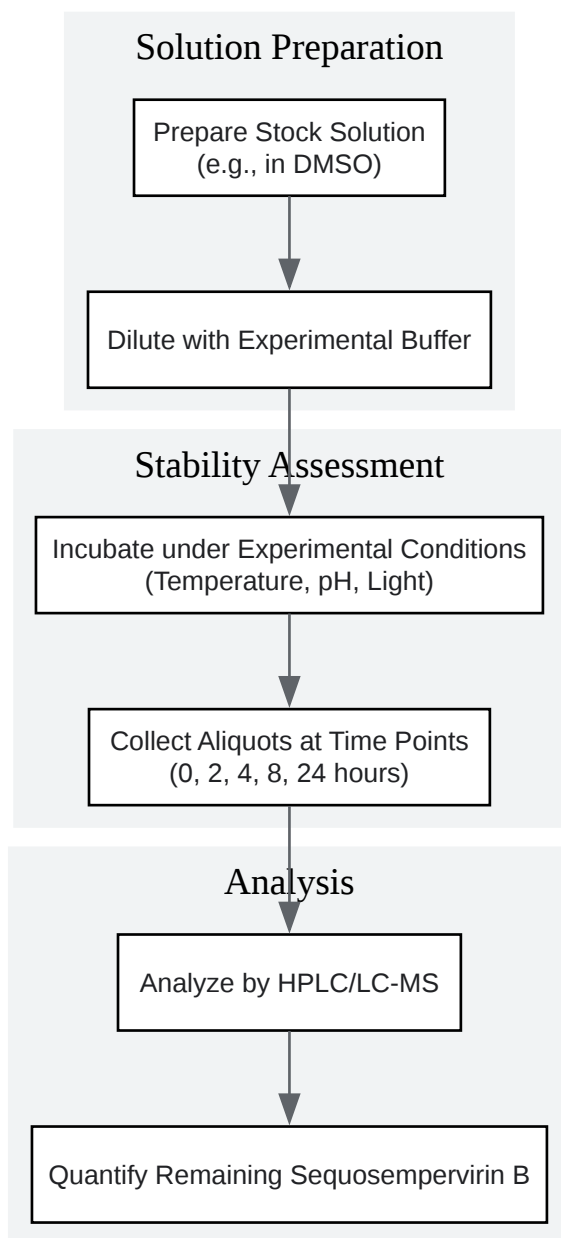 Solution Preparation
Prepare Stock Solution
(e.g., in DMSO)
Dilute with Experimental Buffer
Stability Assessment
Incubate under Experimental Conditions
(Temperature, pH, Light)
Collect Aliquots at Time Points
(0, 2, 4, 8, 24 hours)
Analysis
Analyze by HPLC/LC-MS
Quantify Remaining Sequosempervirin B